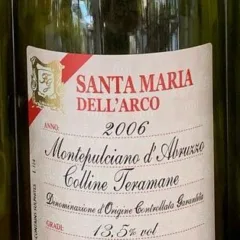 SANTA MARIA
DELL'ARCO
ANNO:
2006
Montepulciano d'Abruzzo
Colline Teramane
Denominazione d'Origine Controllata Garantita
GRADI:
13,5% vol